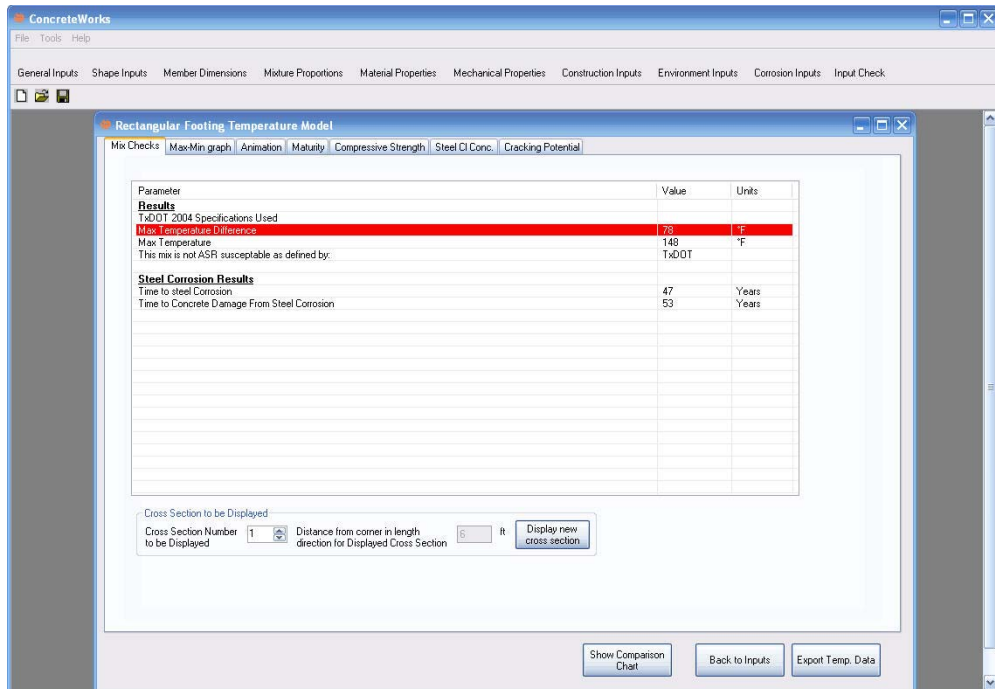 ConcreteWorks
File Tools Help
General Inputs Shape Inputs Member Dimensions Mixture Proportions Material Properties Mechanical Properties Construction Inputs Environment Inputs Corrosion Inputs Input Check
Rectangular Footing Temperature Model
Mix Checks Max-Min graph Animation Maturity Compressive Strength Steel Cl Conc. Cracking Potential
Parameter Value Units
Results
TxDOT 2004 Specifications Used
Max Temperature Difference 78 °F
Max Temperature 148 °F
This mix is not ASR susceptable as defined by: TxDOT
Steel Corrosion Results
Time to steel Corrosion 47 Years
Time to Concrete Damage From Steel Corrosion 53 Years
Cross Section to be Displayed
Cross Section Number 1 Distance from corner in length 6 ft Display new
to be Displayed direction for Displayed Cross Section cross section
Show Comparison Back to Inputs Export Temp. Data
Chart